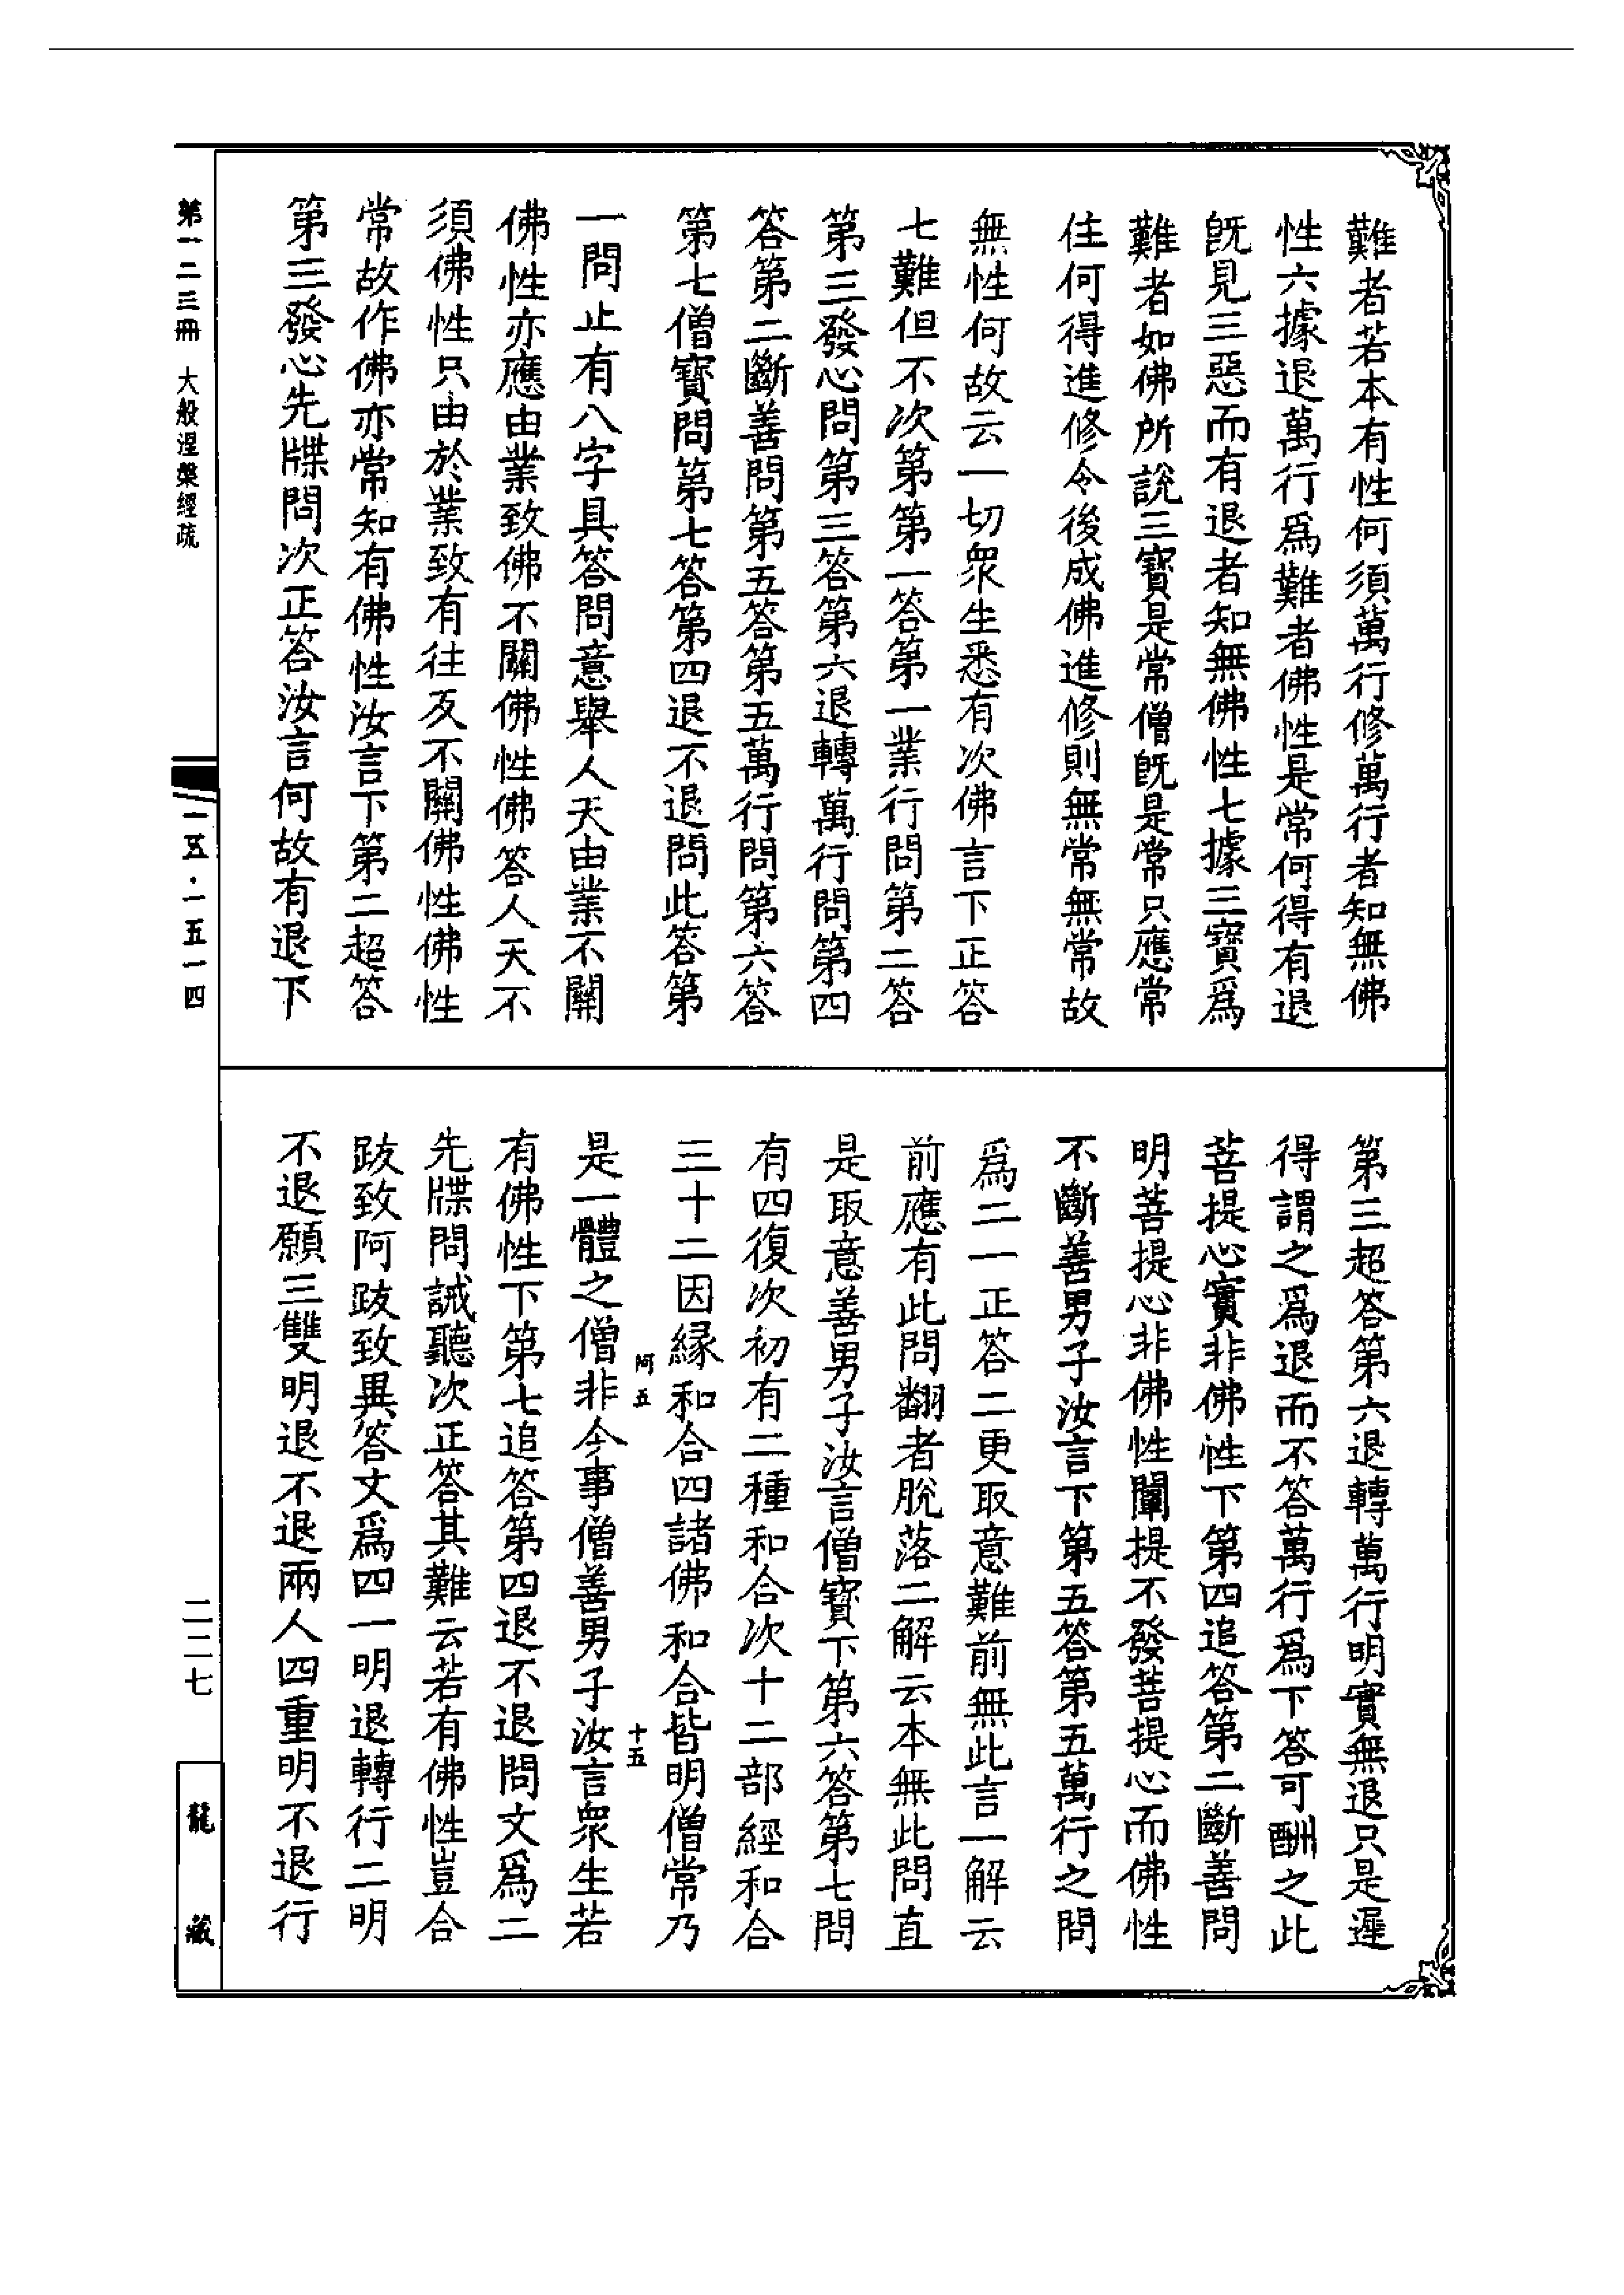 難者若本有性何須萬行修萬行者知無佛
性六據退萬行爲難者佛性是常何得有退
旣見三惡而有退者知無佛性七據三寶爲
難者如佛所說三寶是常僧旣是常只應常
住何得進修令後成佛進修則無常無常故
無性何故云一切衆生悉有次佛言下正答
七難但不次第第一答第一業行問第二答
第三發心問第三答第六退轉萬行問第四
答第二斷善問第五答第五萬行問第六答
第七僧寶問第七答第四退不退問此答第
一問止有八字具答問意舉人天由業不關
佛性亦應由業致佛不關佛性佛答人天不
須佛性只由於業致有往反不關佛性佛性
常故作佛亦常知有佛性汝言下第二超答
第三發心先牒問次正答汝言何故有退下
第三超答第六退轉萬行明實無退只是遲
得謂之爲退而不答萬行爲下答可酬之此
菩提心實非佛性下第四追答第二斷善問
明菩提心非佛性闡提不發菩提心而佛性
不斷善男子汝言下第五答第五萬行之問
爲二一正答二更取意難前無此言一解云
前應有此問翻者脫落二解云本無此問直
是取意善男子汝言僧寶下第六答第七問
有四復次初有二種和合次十二部經和合
三十二因緣和合四諸佛和合皆明僧常乃
阿五
十五
是一體之僧非今事僧善男子汝言衆生若
有佛性下第七追答第四退不退問文爲二
先牒問誡聽次正答其難云若有佛性豈合
跋致阿跋致異答文爲四一明退轉行二明
不退願三雙明退不退兩人四重明不退行
第一二三冊 大般涅槃經疏
一五·一五一四
二二七
龍藏